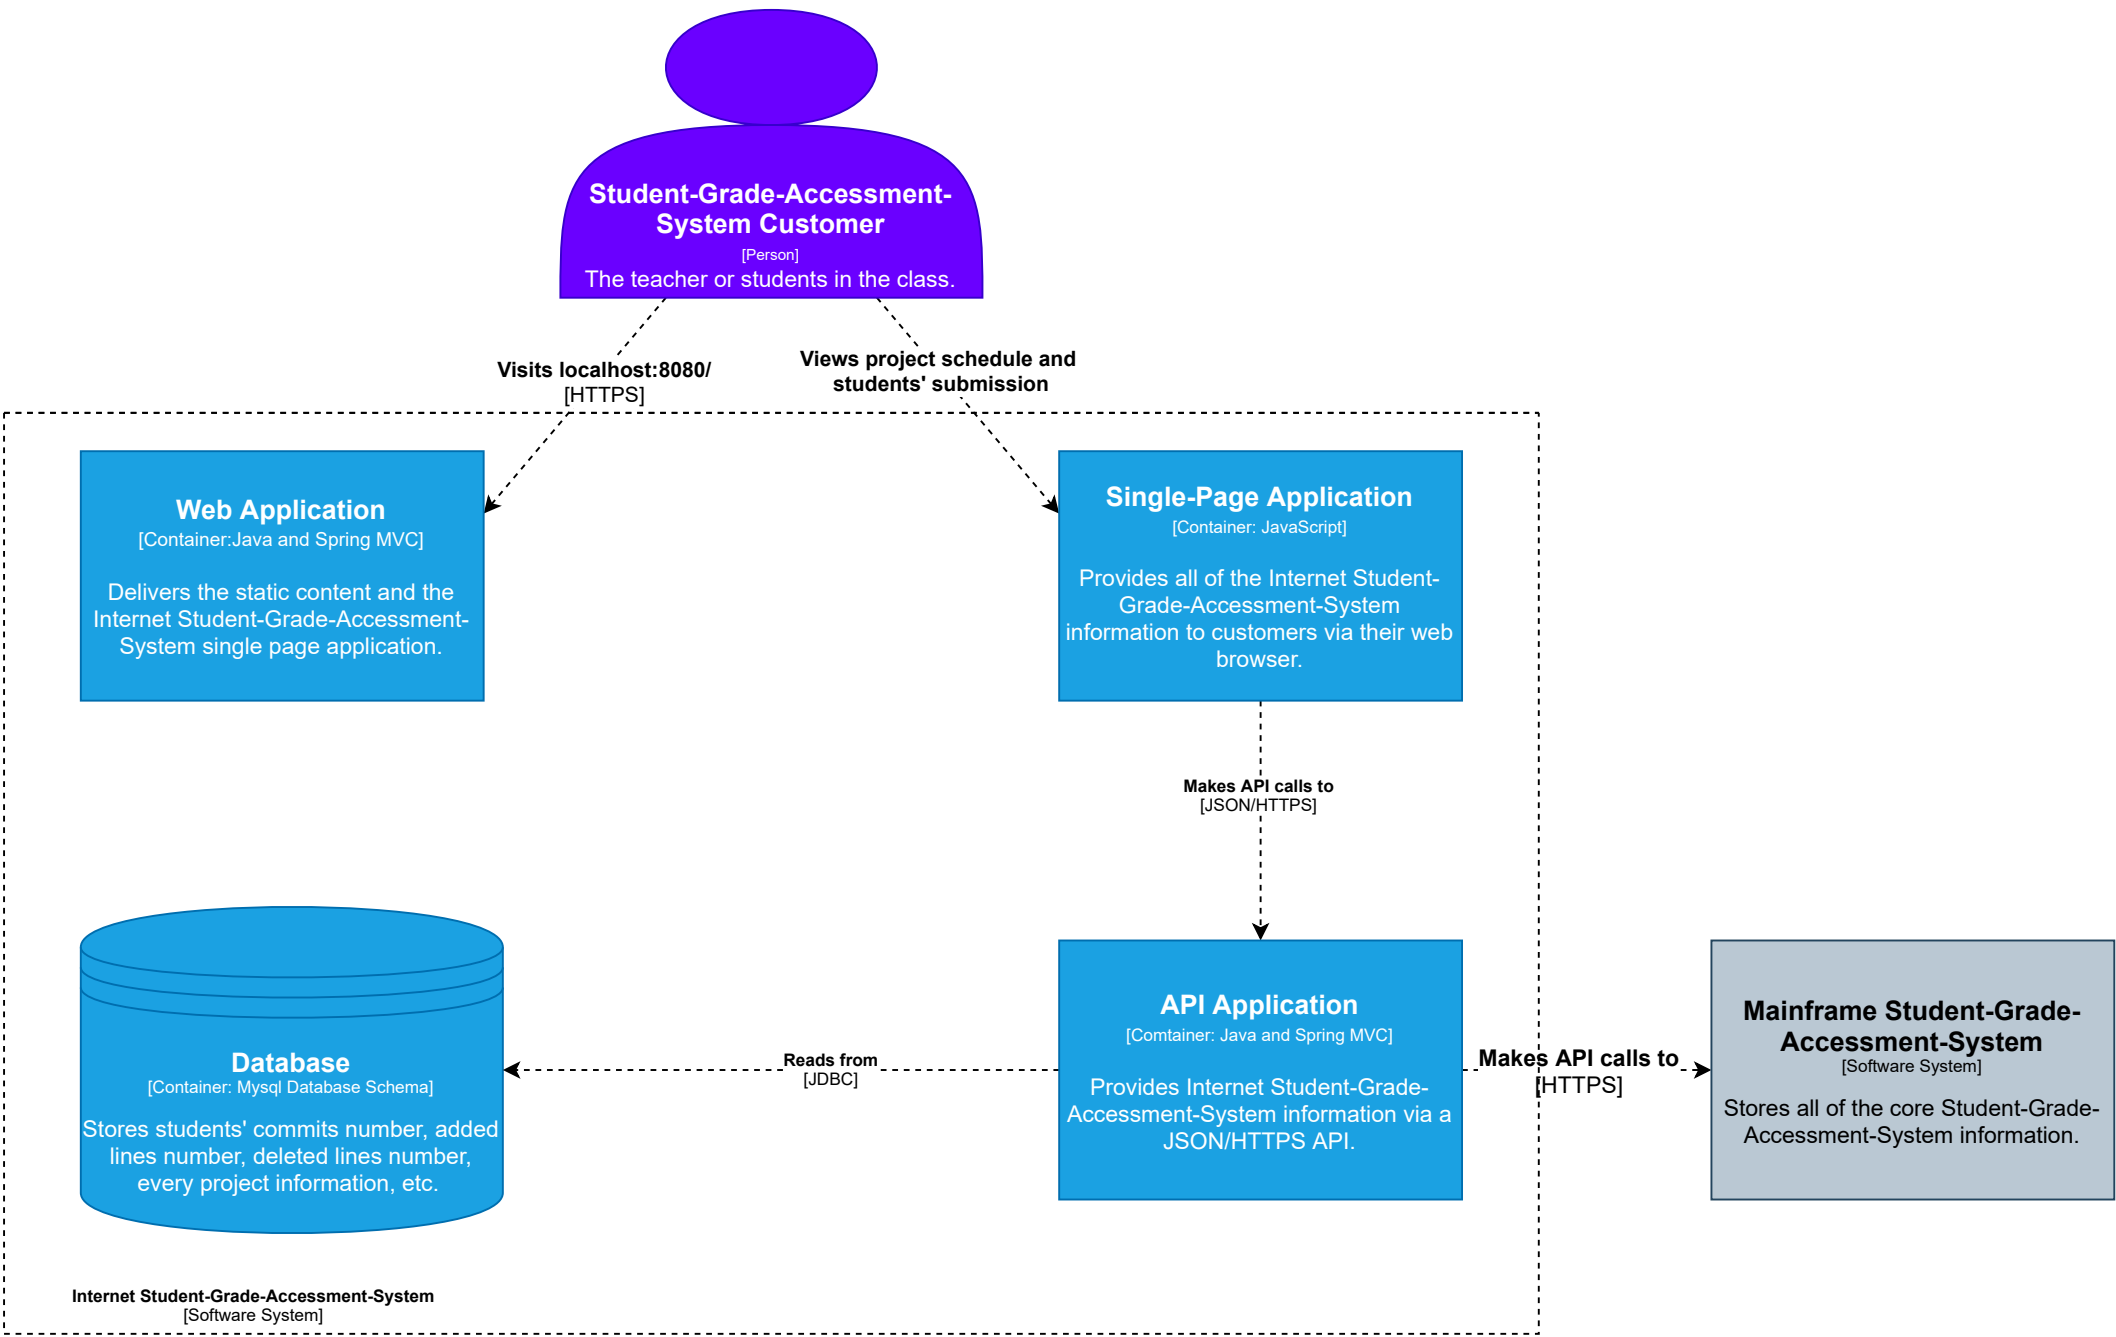 Student-Grade-Accessment-
System Customer
[Person]
The teacher or students in the class.
Visits localhost:8080/
[HTTPS]
Views project schedule and
students' submission
Web Application
[Container:Java and Spring MVC]
Delivers the static content and the
Internet Student-Grade-Accessment-
System single page application.
Single-Page Application
[Container: JavaScript]
Provides all of the Internet Student-
Grade-Accessment-System
information to customers via their web
browser.
Makes API calls to
[JSON/HTTPS]
Database
[Container: Mysql Database Schema]
Stores students' commits number, added
lines number, deleted lines number,
every project information, etc.
Reads from
[JDBC]
API Application
[Comtainer: Java and Spring MVC]
Provides Internet Student-Grade-
Accessment-System information via a
JSON/HTTPS API.
Makes API calls to
[HTTPS]
Mainframe Student-Grade-
Accessment-System
[Software System]
Stores all of the core Student-Grade-
Accessment-System information.
Internet Student-Grade-Accessment-System
[Software System]